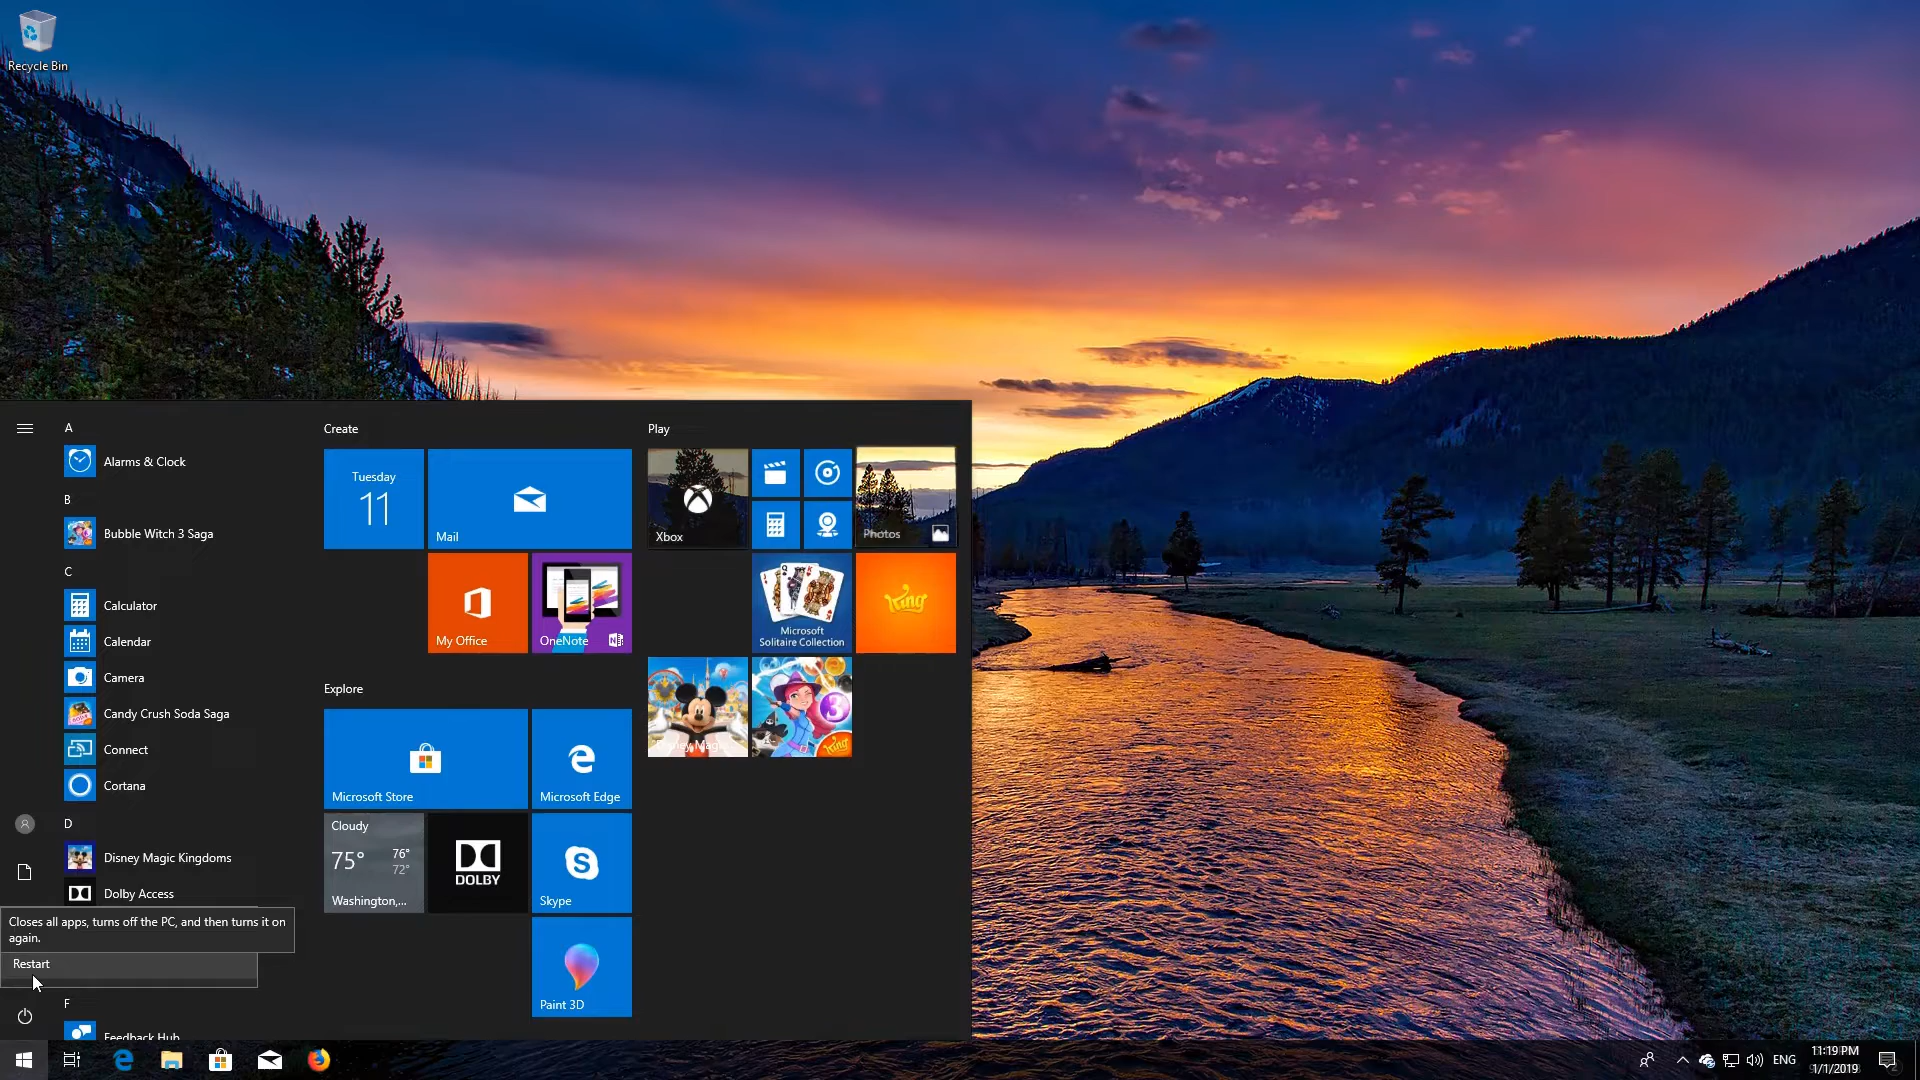 Recycle Bin
A
Alarms & Clock
B
Bubble Witch 3 Saga
C
Calculator
Calendar
Camera
Candy Crush Soda Saga
Connect
Cortana
D
Disney Magic Kingdoms
Dolby Access
Closes all apps, turns off the PC, and then turns it on
again.
Restart
F
Feedback Hub
Create
Tuesday
11
Mail
My Office
OneNote
N
Explore
Microsoft Store
Microsoft Edge
Cloudy
75°
76°
72°
Washington,...
DOLBY
Skype
Paint 3D
Play
Xbox
Photos
Microsoft
Solitaire Collection
King
3
King
ENG
11:19 PM
1/1/2019